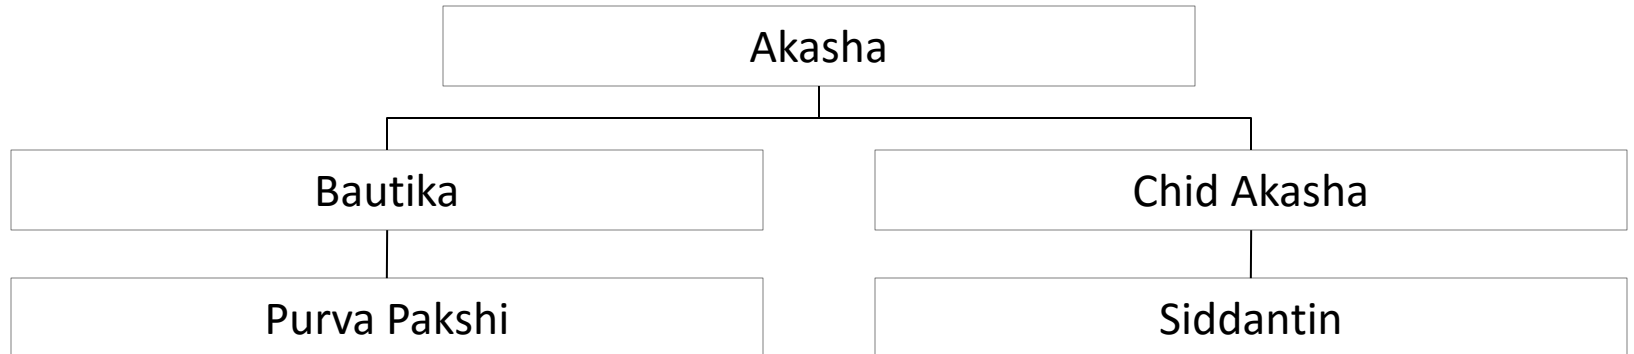 Akasha
Bautika
Chid Akasha
Purva Pakshi
Siddantin